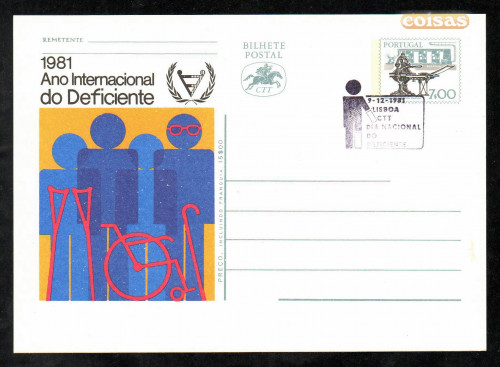 coisas
REMETENTE
1981
Ano Internacional
do Deficiente
BILHETE
POSTAL
CTT
PORTUGAL
7$00
9-12-1981
LISBOA
CTT
DIA NACIONAL
DO
DEFICIENTE
PREÇO, INCLUINDO FRANQUIA 15$00